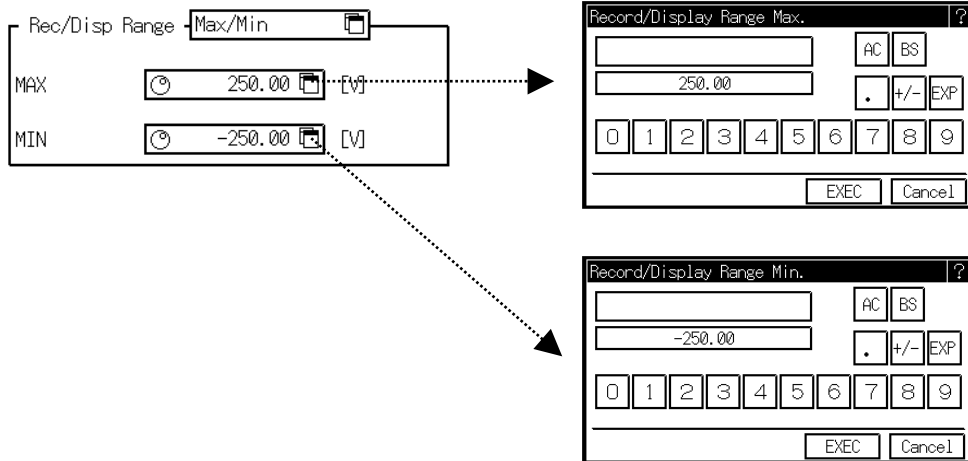 Rec/Disp Range Max/Min
MAX 250.00 [V]
MIN -250.00 [V]
Record/Display Range Max. ?
AC BS
250.00
. +/- EXP
0 1 2 3 4 5 6 7 8 9
EXEC Cancel
Record/Display Range Min. ?
AC BS
-250.00
. +/- EXP
0 1 2 3 4 5 6 7 8 9
EXEC Cancel